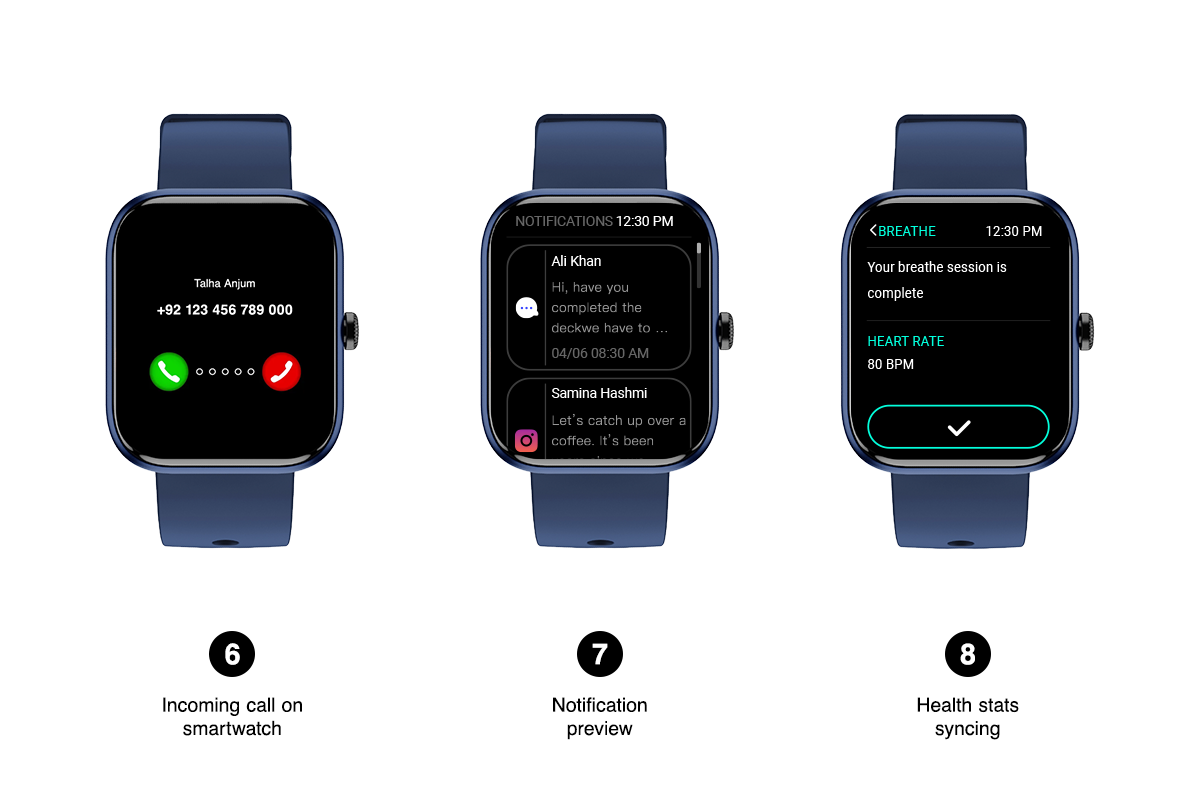 Talha Anjum
+92 123 456 789 000
NOTIFICATIONS 12:30 PM
Ali Khan
Hi, have you
completed the
deckwe have to ...
04/06 08:30 AM
Samina Hashmi
Let's catch up over a
coffee. It's been
BREATHE 12:30 PM
Your breathe session is
complete
HEART RATE
80 BPM
6
Incoming call on
smartwatch
7
Notification
preview
8
Health stats
syncing